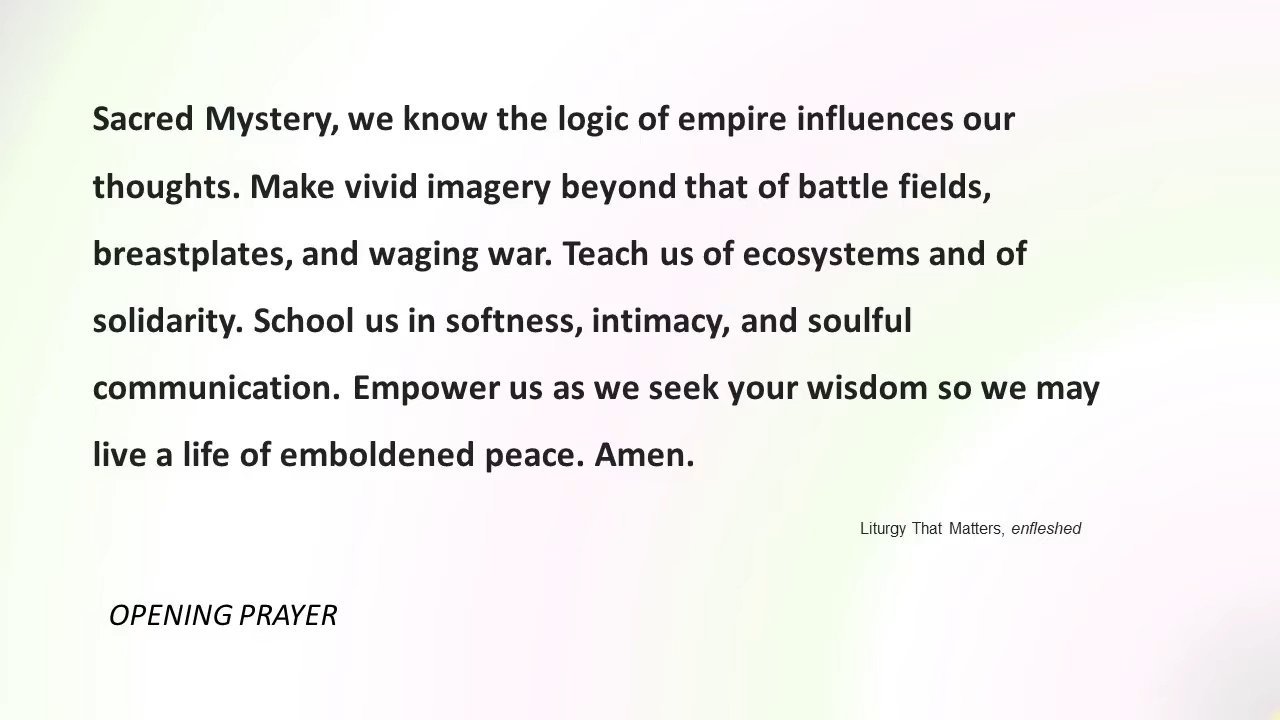 Sacred Mystery, we know the logic of empire influences our
thoughts. Make vivid imagery beyond that of battle fields,
breastplates, and waging war. Teach us of ecosystems and of
solidarity. School us in softness, intimacy, and soulful
communication. Empower us as we seek your wisdom so we may
live a life of emboldened peace. Amen.
Liturgy That Matters, enfleshed
OPENING PRAYER